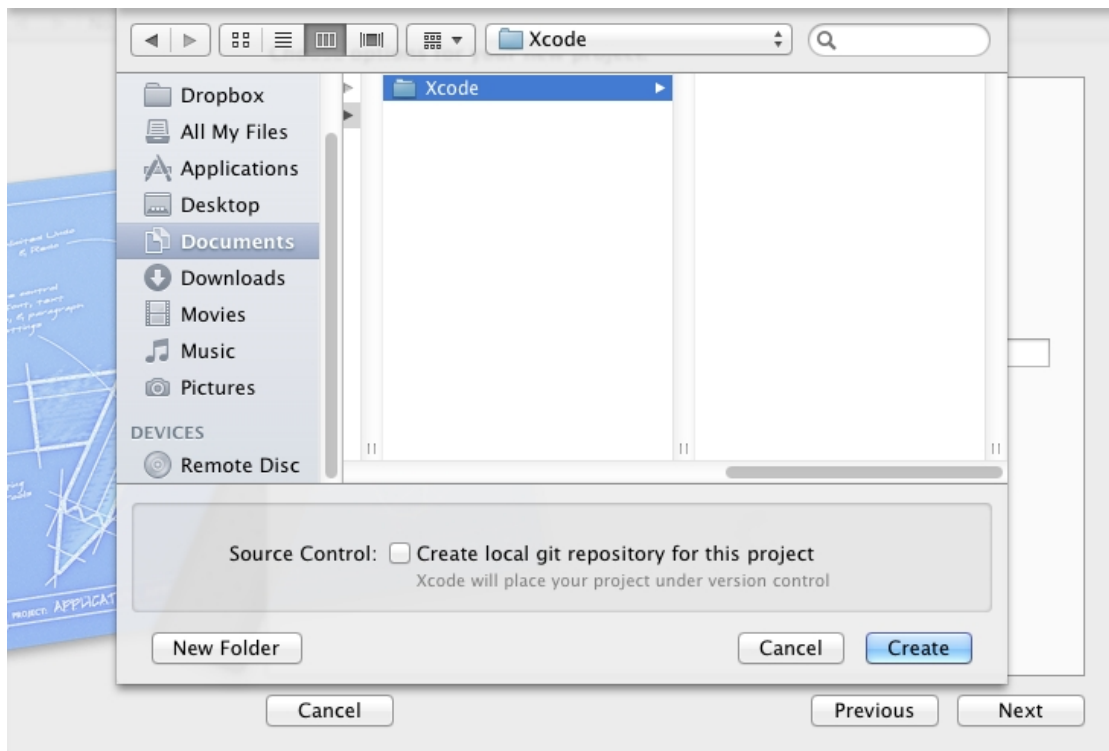 Xcode
Dropbox
All My Files
Applications
Desktop
Documents
Downloads
Movies
Music
Pictures
DEVICES
Remote Disc
Xcode
Source Control: Create local git repository for this project
Xcode will place your project under version control
New Folder
Cancel
Create
Cancel
Previous
Next
PROJECT: APPLICAT